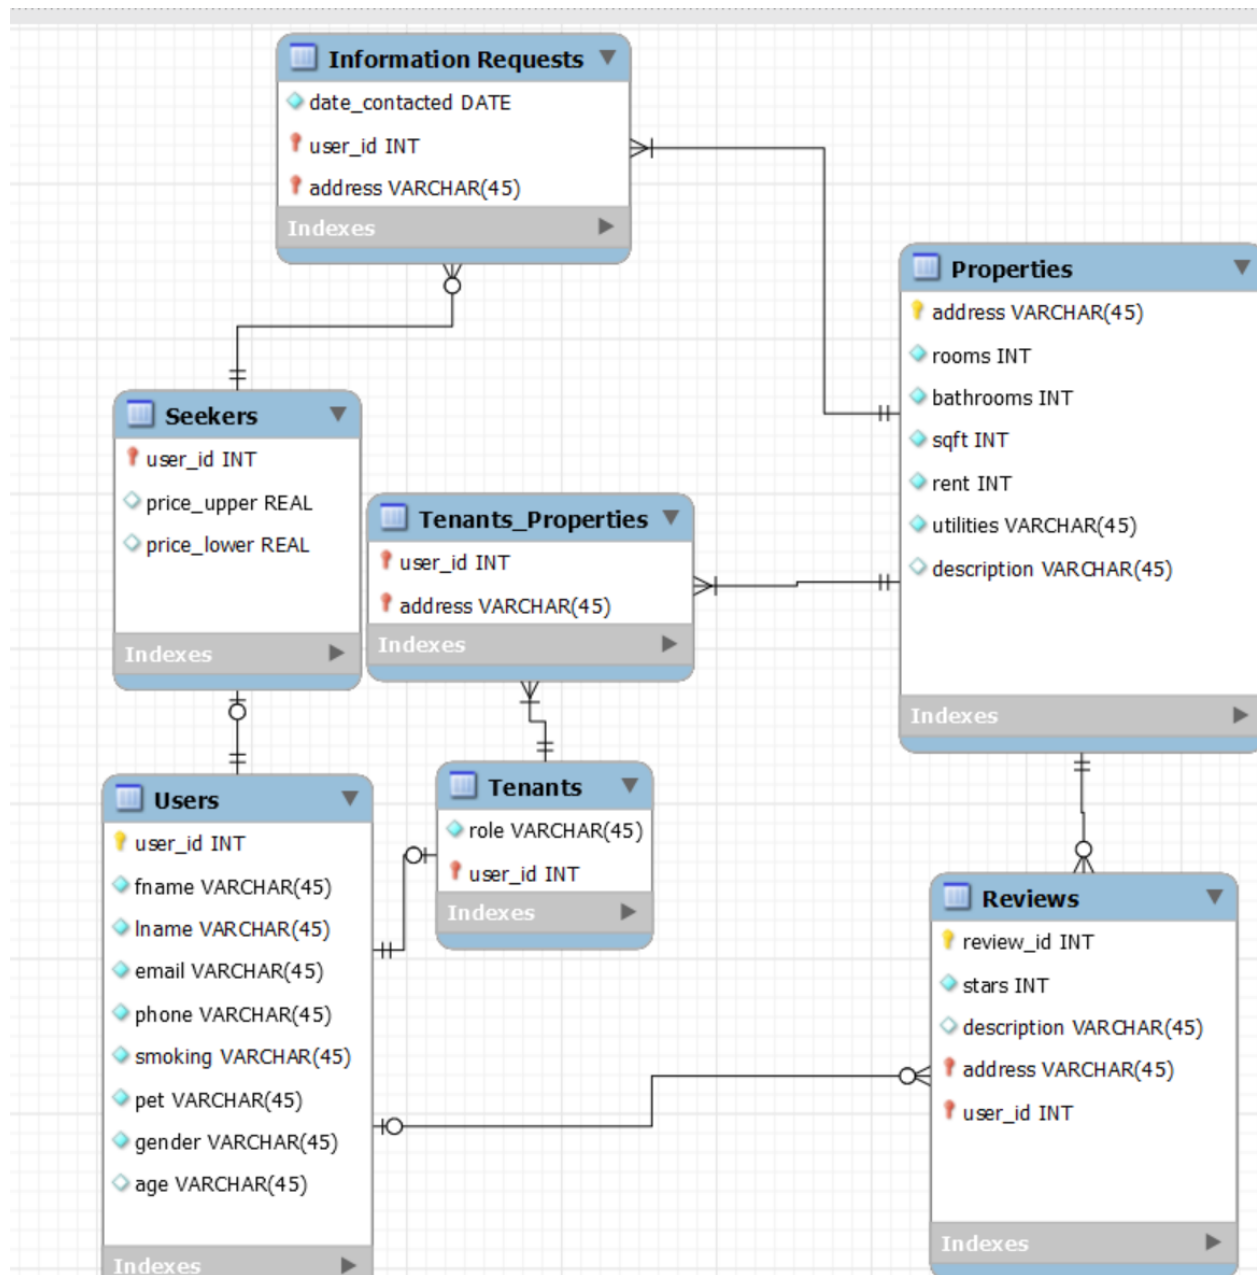 Information Requests
date_contacted DATE
user_id INT
address VARCHAR(45)
Indexes
Properties
address VARCHAR(45)
rooms INT
bathrooms INT
sqft INT
rent INT
utilities VARCHAR(45)
description VARCHAR(45)
Indexes
Seekers
user_id INT
price_upper REAL
price_lower REAL
Indexes
Tenants_Properties
user_id INT
address VARCHAR(45)
Indexes
Users
user_id INT
fname VARCHAR(45)
lname VARCHAR(45)
email VARCHAR(45)
phone VARCHAR(45)
smoking VARCHAR(45)
pet VARCHAR(45)
gender VARCHAR(45)
age VARCHAR(45)
Indexes
Tenants
role VARCHAR(45)
user_id INT
Indexes
Reviews
review_id INT
stars INT
description VARCHAR(45)
address VARCHAR(45)
user_id INT
Indexes